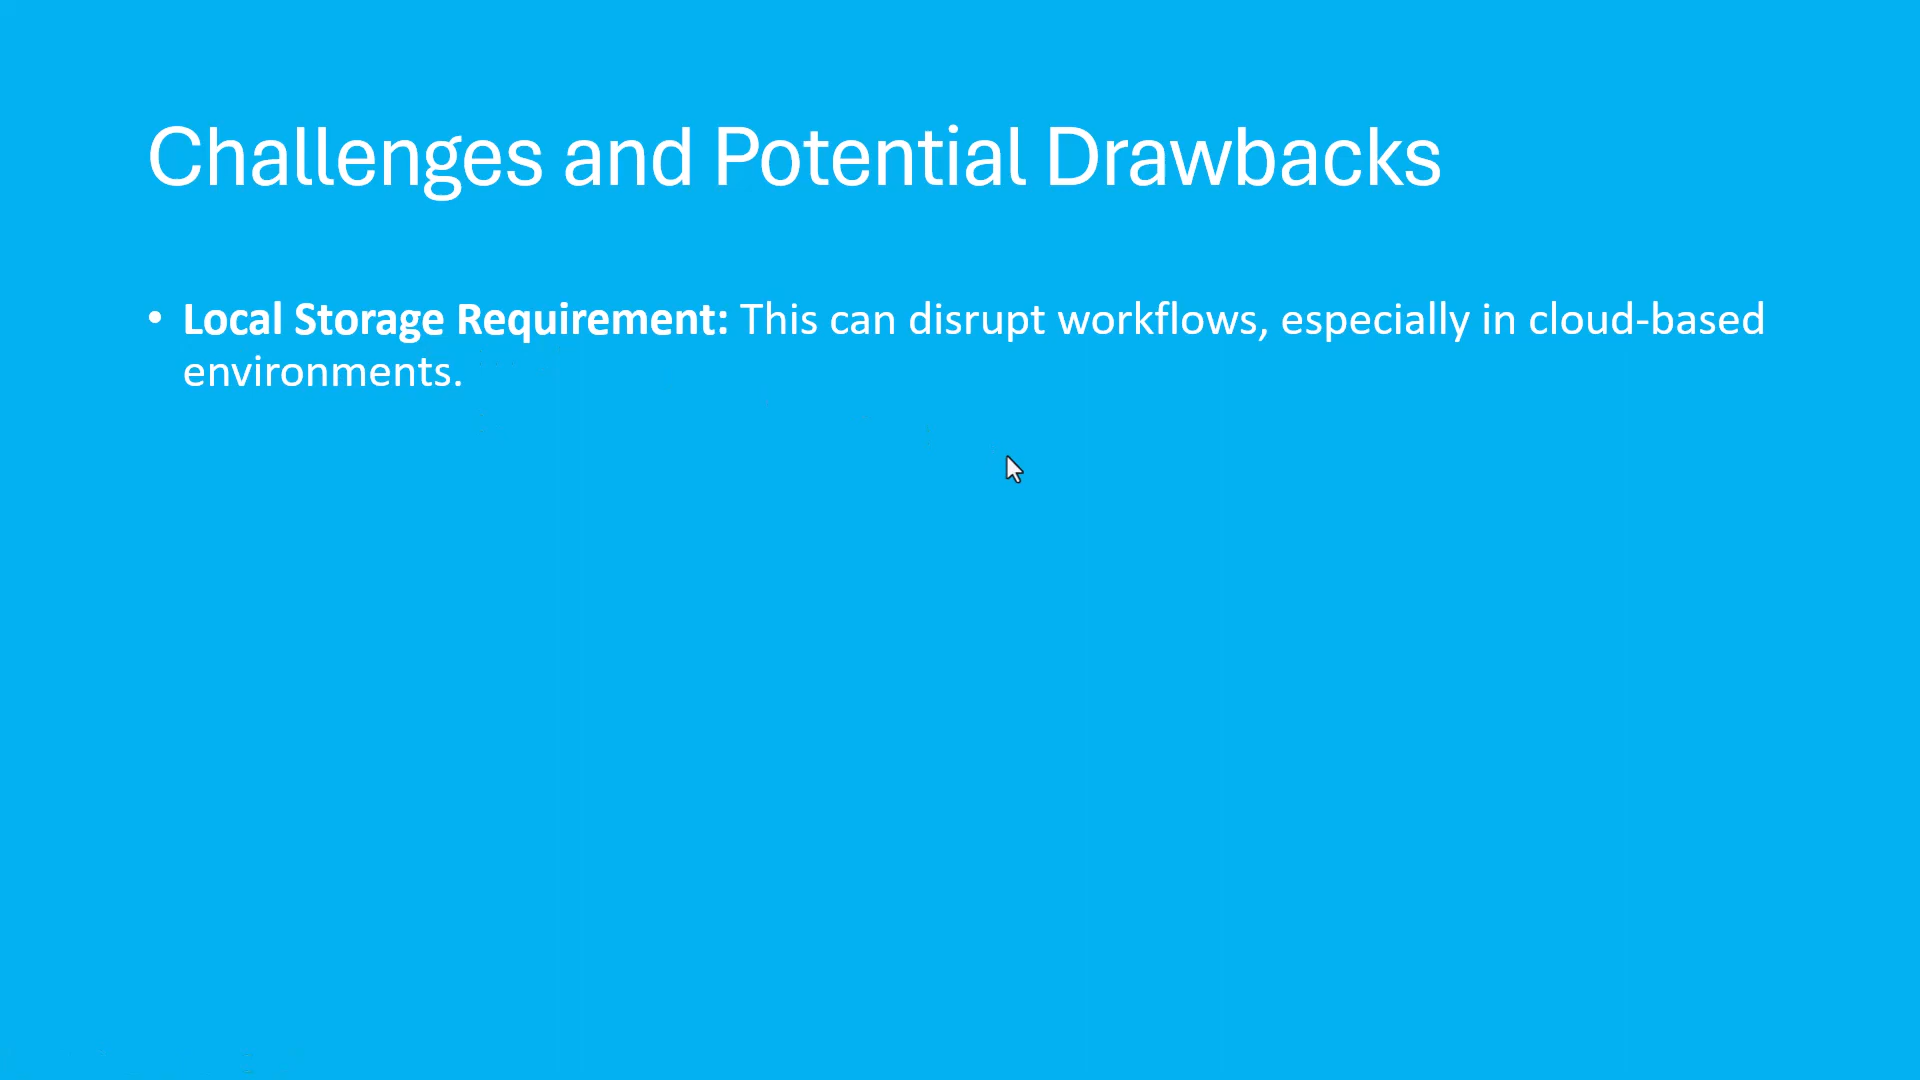 Challenges and Potential Drawbacks
• Local Storage Requirement: This can disrupt workflows, especially in cloud-based
environments.